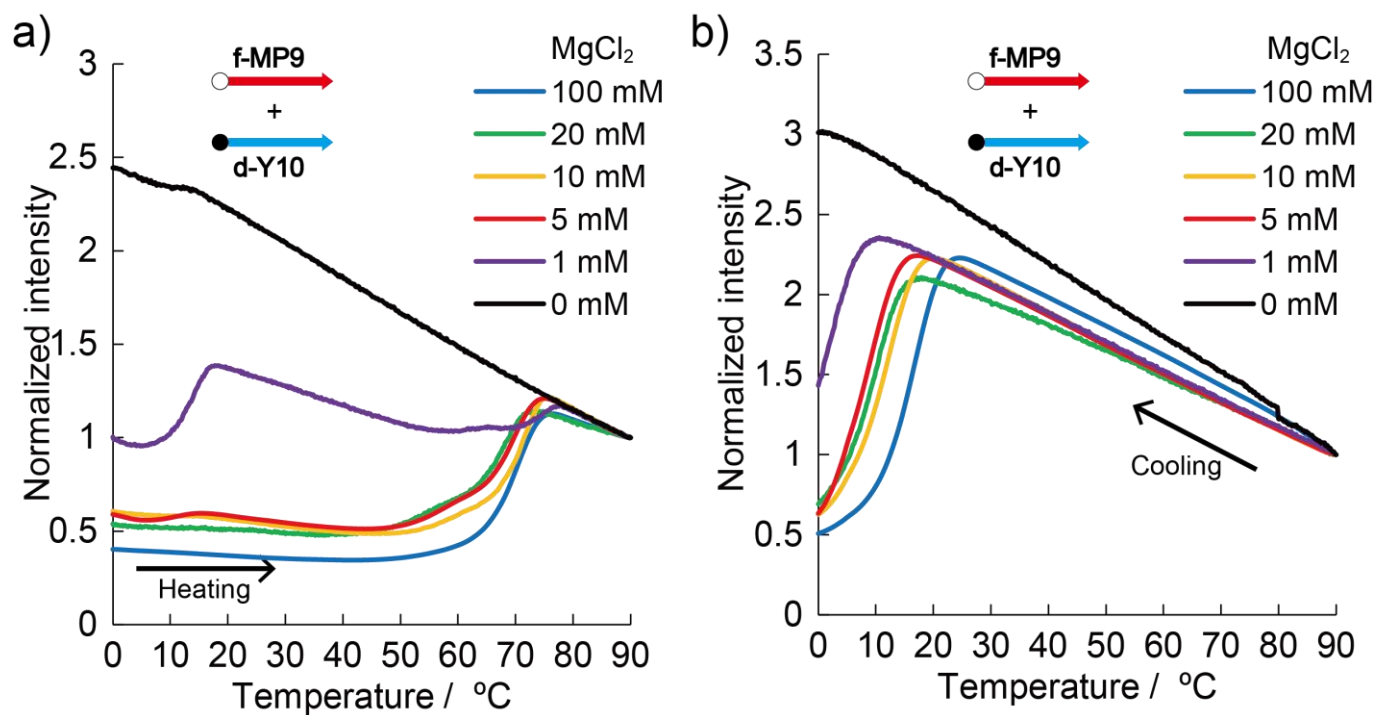 a)
f-MP9
+
d-Y10
MgCl₂
100 mM
20 mM
10 mM
5 mM
1 mM
0 mM
3
2.5
2
1.5
1
0.5
0
Normalized intensity
Heating
0 10 20 30 40 50 60 70 80 90
Temperature / ºC
b)
f-MP9
+
d-Y10
MgCl₂
100 mM
20 mM
10 mM
5 mM
1 mM
0 mM
3.5
3
2.5
2
1.5
1
0.5
0
Normalized intensity
Cooling
0 10 20 30 40 50 60 70 80 90
Temperature / ºC